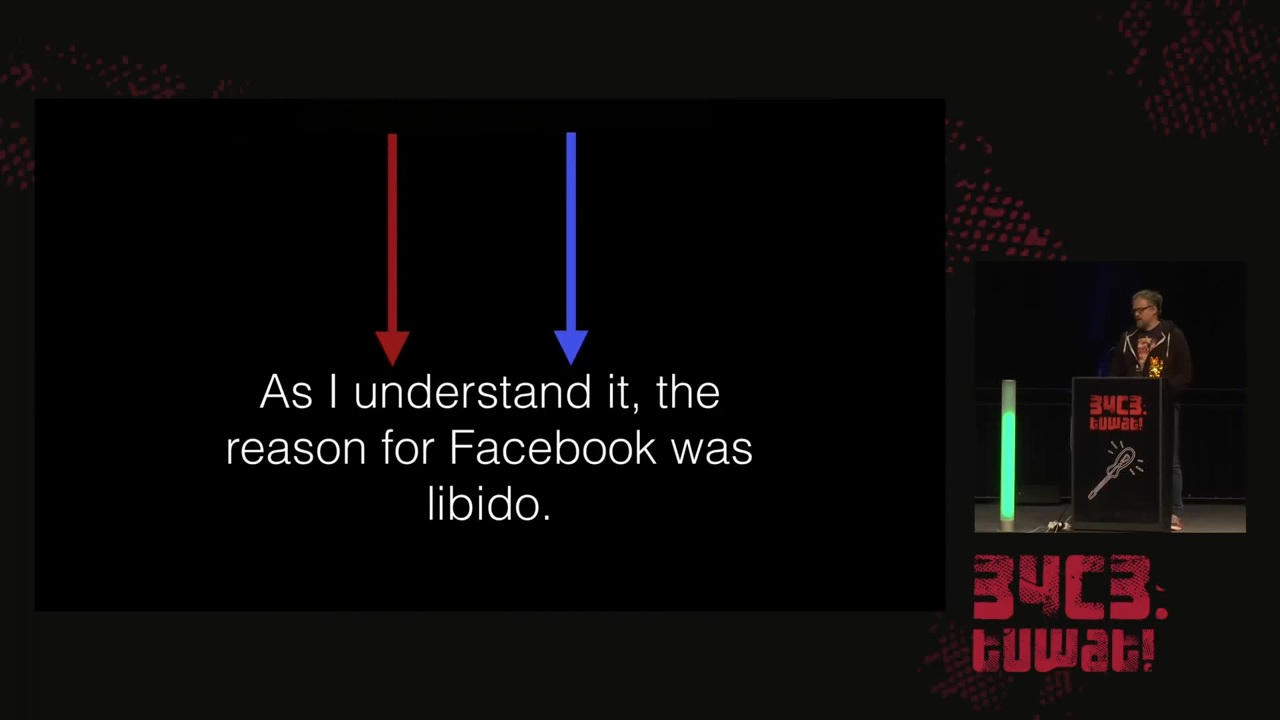 As I understand it, the
reason for Facebook was
libido.
34C3.
tuwat!
34C3.
tuwat!